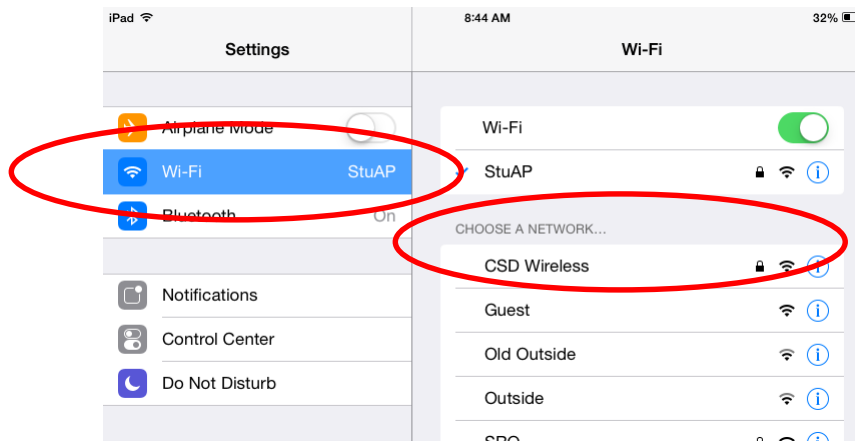 iPad 8:44 AM 32%
Settings
Wi-Fi
Airplane Mode
Wi-Fi StuAP
Bluetooth On
Notifications
Control Center
Do Not Disturb
Wi-Fi
StuAP
CHOOSE A NETWORK...
CSD Wireless
Guest
Old Outside
Outside